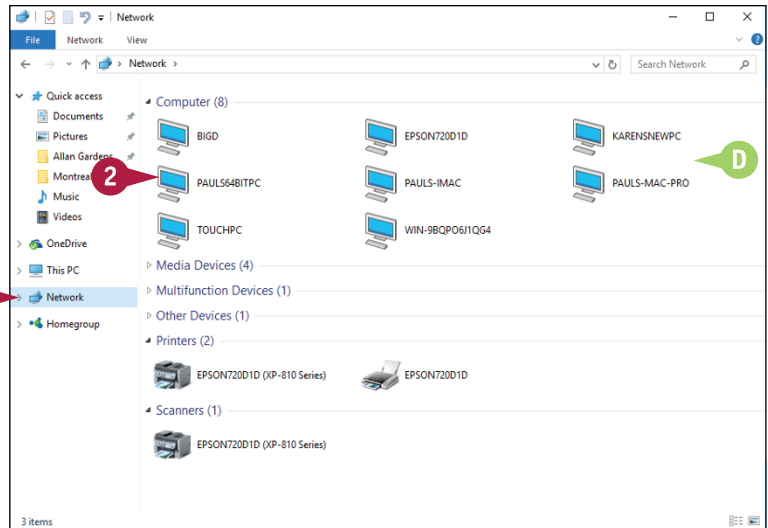 Network
File Network View
Network
Search Network
Quick access
Documents
Pictures
Allan Gardens
Montreal
Music
Videos
OneDrive
This PC
Network
Homegroup
Computer (8)
BIGD EPSON720D1D KARENSNEWPC
2 PAULS64BITPC PAULS-IMAC PAULS-MAC-PRO D
TOUCHPC WIN-9BQPO6J1QG4
Media Devices (4)
Multifunction Devices (1)
Other Devices (1)
Printers (2)
EPSON720D1D (XP-810 Series) EPSON720D1D
Scanners (1)
EPSON720D1D (XP-810 Series)
3 items